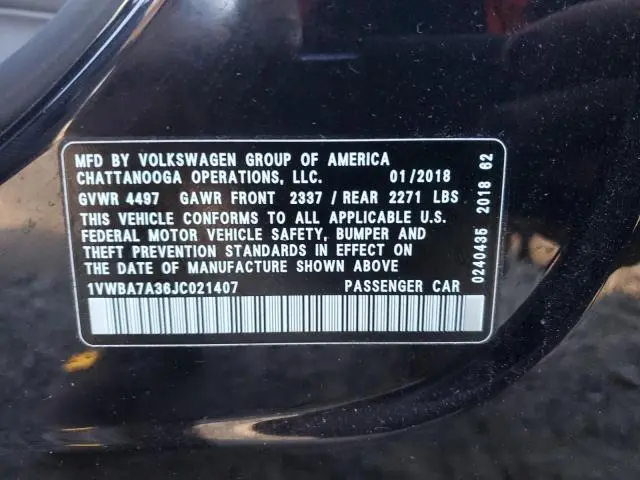 MFD BY VOLKSWAGEN GROUP OF AMERICA
CHATTANOOGA OPERATIONS, LLC. 01/2018
GVWR 4497 GAWR FRONT 2337 / REAR 2271 LBS
THIS VEHICLE CONFORMS TO ALL APPLICABLE U.S.
FEDERAL MOTOR VEHICLE SAFETY, BUMPER AND
THEFT PREVENTION STANDARDS IN EFFECT ON
THE DATE OF MANUFACTURE SHOWN ABOVE
1VWBA7A36JC021407 PASSENGER CAR
0240435 2018 62